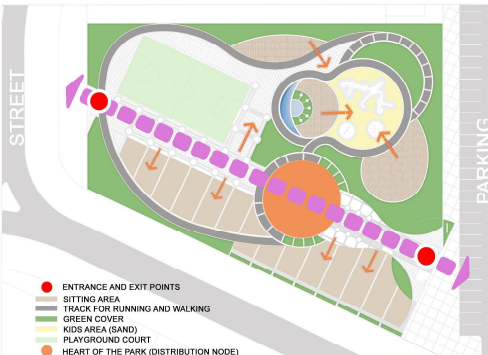 STREET
PARKING
ENTRANCE AND EXIT POINTS
SITTING AREA
TRACK FOR RUNNING AND WALKING
GREEN COVER
KIDS AREA (SAND)
PLAYGROUND COURT
HEART OF THE PARK (DISTRIBUTION NODE)